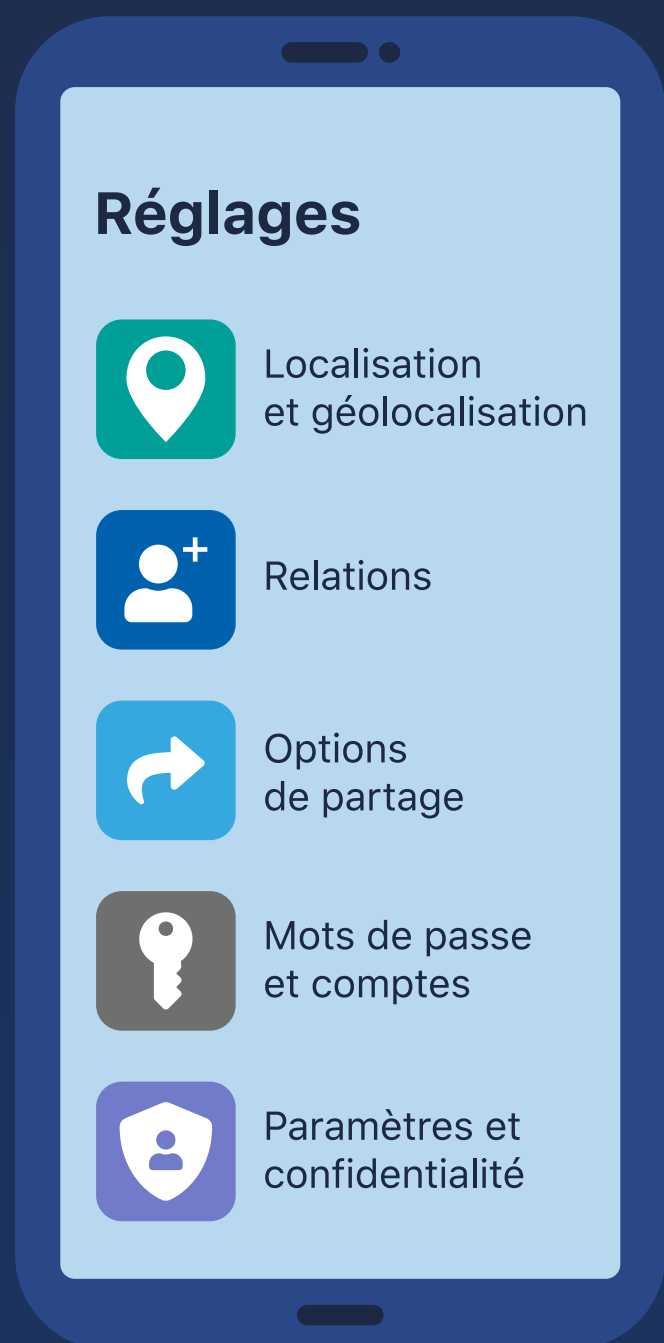 Réglages
Localisation
et géolocalisation
Relations
Options
de partage
Mots de passe
et comptes
Paramètres et
confidentialité